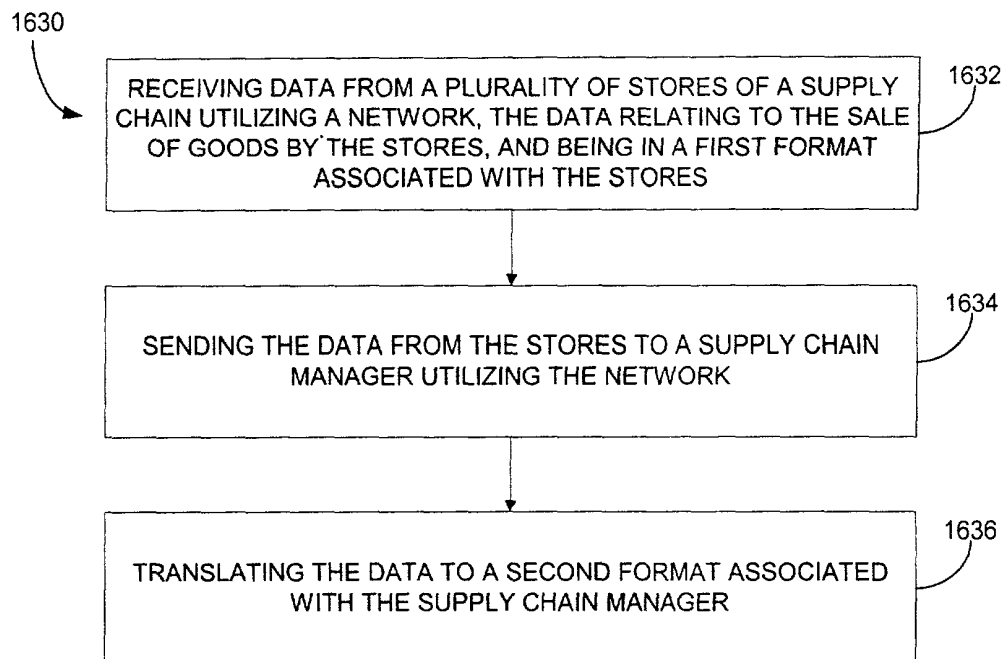 1630
RECEIVING DATA FROM A PLURALITY OF STORES OF A SUPPLY
CHAIN UTILIZING A NETWORK, THE DATA RELATING TO THE SALE
OF GOODS BY THE STORES, AND BEING IN A FIRST FORMAT
ASSOCIATED WITH THE STORES
1632
SENDING THE DATA FROM THE STORES TO A SUPPLY CHAIN
MANAGER UTILIZING THE NETWORK
1634
TRANSLATING THE DATA TO A SECOND FORMAT ASSOCIATED
WITH THE SUPPLY CHAIN MANAGER
1636